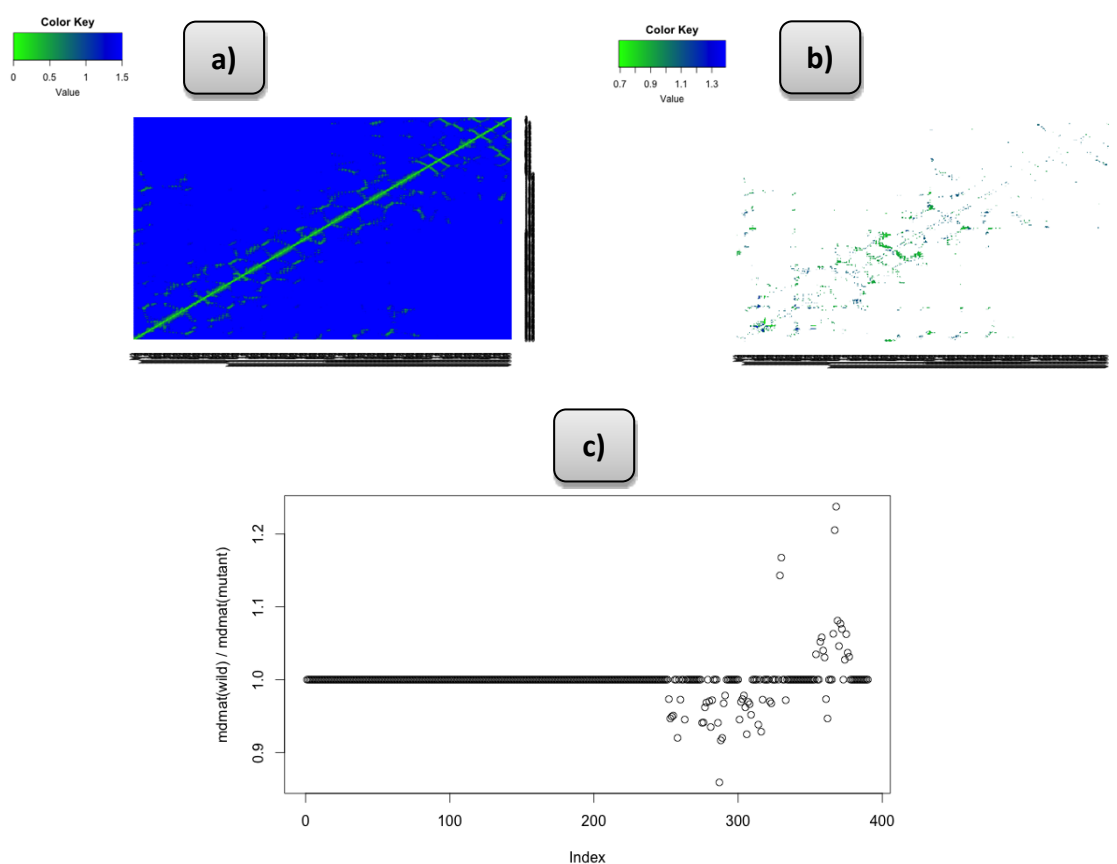 Color Key
0 0.5 1 1.5
Value
a)
Color Key
0.7 0.9 1.1 1.3
Value
b)
c)
mdmat(wild) / mdmat(mutant)
1.2
1.1
1.0
0.9
0 100 200 300 400
Index